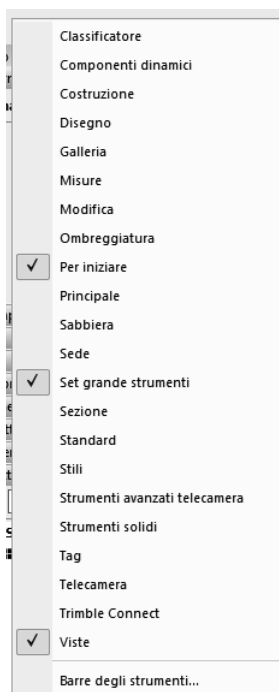 Classificatore
Componenti dinamici
Costruzione
Disegno
Galleria
Misure
Modifica
Ombreggiatura
Per iniziare
Principale
Sabbiera
Sede
Set grande strumenti
Sezione
Standard
Stili
Strumenti avanzati telecamera
Strumenti solidi
Tag
Telecamera
Trimble Connect
Viste
Barre degli strumenti...